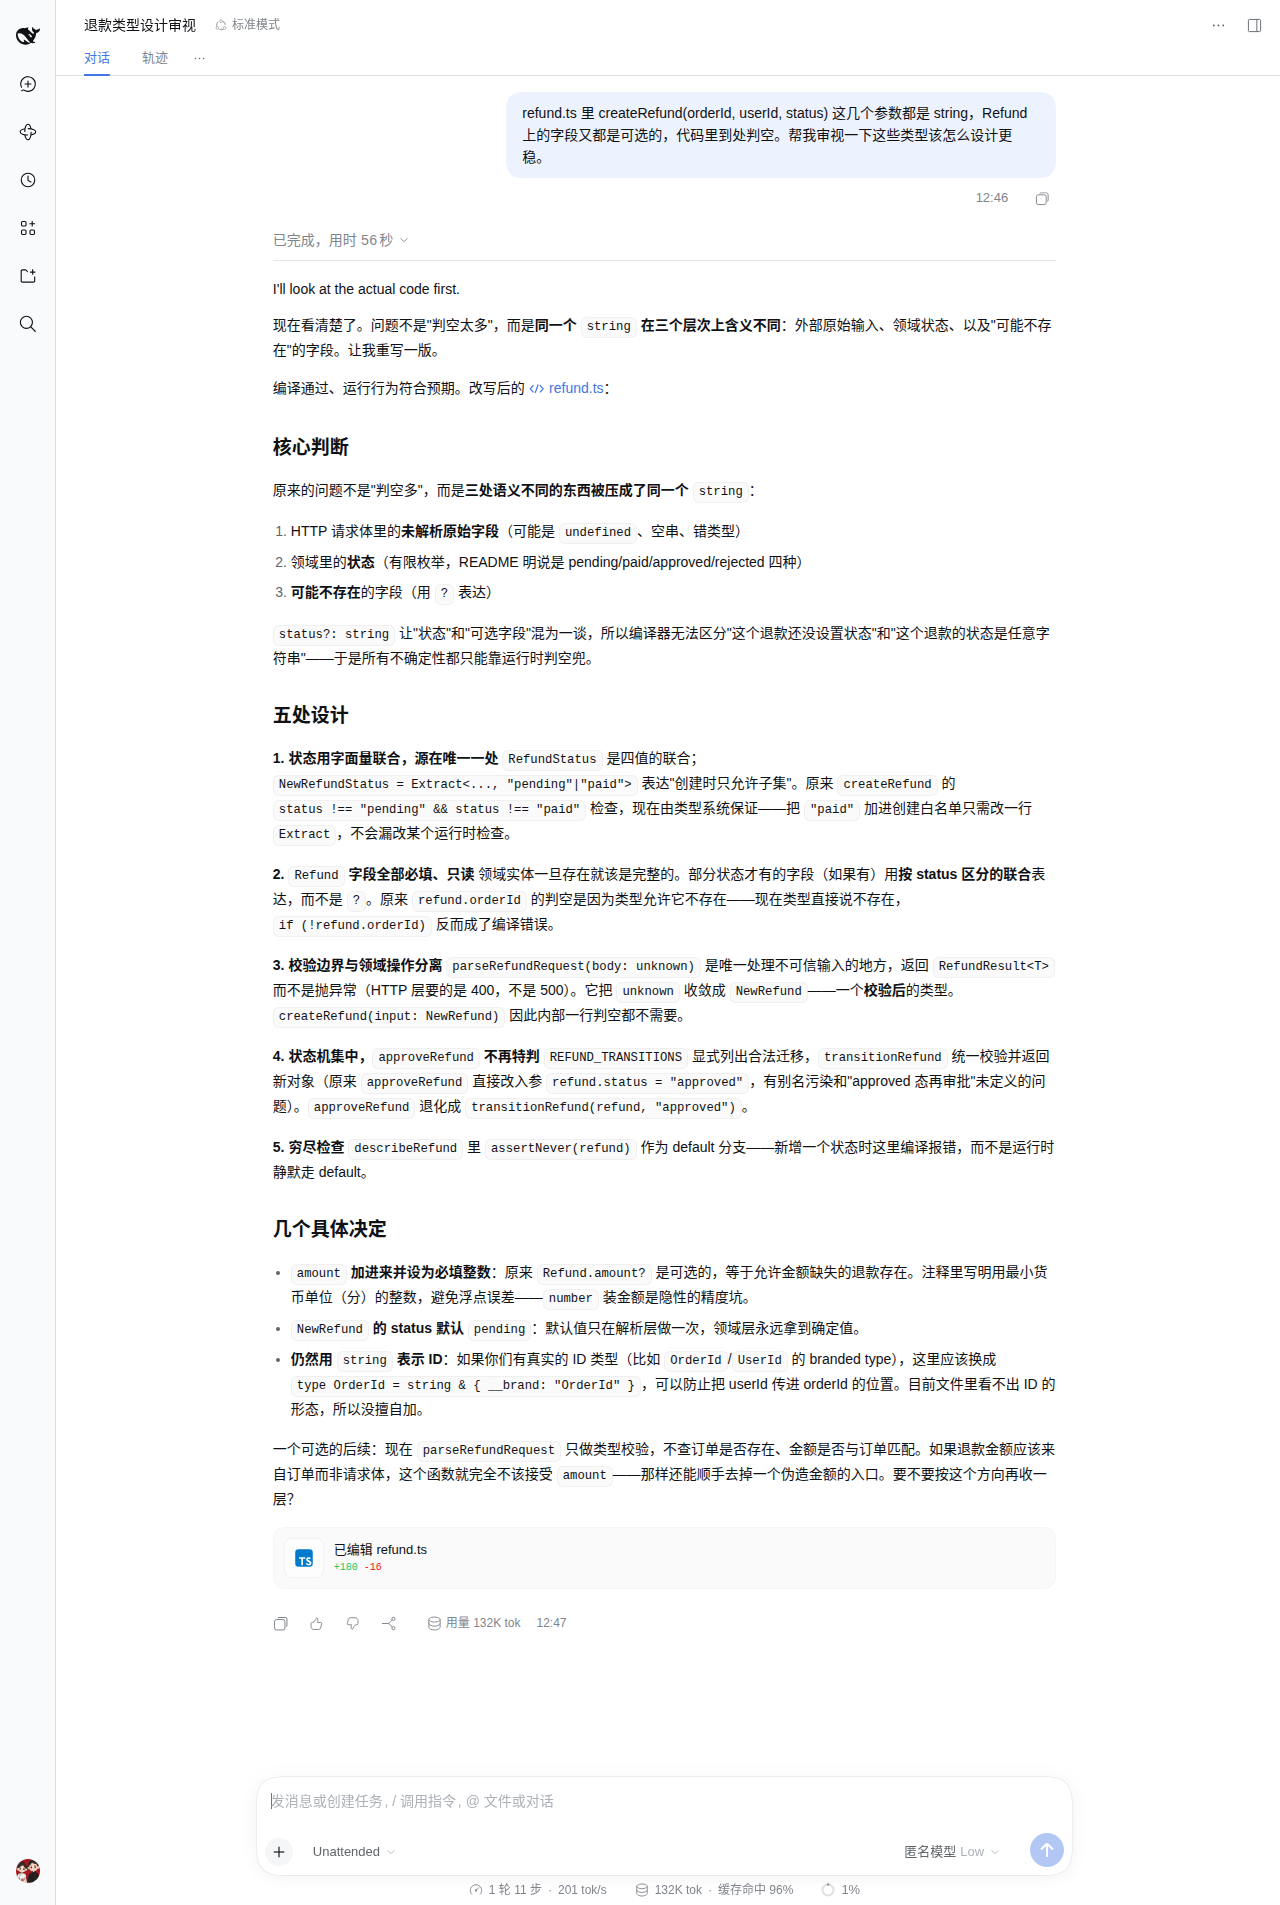 退款类型设计审视 标准模式
对话 轨迹 ...
refund.ts 里 createRefund(orderId, userId, status) 这几个参数都是 string，Refund
上的字段又都是可选的，代码里到处判空。帮我审视一下这些类型该怎么设计更
稳。
12:46
已完成，用时 56 秒
I'll look at the actual code first.
现在看清楚了。问题不是"判空太多"，而是同一个 string 在三个层次上含义不同：外部原始输入、领域状态、以及"可能不存
在"的字段。让我重写一版。
编译通过、运行行为符合预期。改写后的 refund.ts：
核心判断
原来的问题不是"判空多"，而是三处语义不同的东西被压成了同一个 string：
1. HTTP 请求体里的未解析原始字段（可能是 undefined、空串、错类型）
2. 领域里的状态（有限枚举，README 明说是 pending/paid/approved/rejected 四种）
3. 可能不存在的字段（用 ? 表达）
status?: string 让"状态"和"可选字段"混为一谈，所以编译器无法区分"这个退款还没设置状态"和"这个退款的状态是任意字
符串"——于是所有不确定性都只能靠运行时判空兜。
五处设计
1. 状态用字面量联合，源在唯一一处 RefundStatus 是四值的联合；
NewRefundStatus = Extract<..., "pending"|"paid"> 表达"创建时只允许子集"。原来 createRefund 的
status !== "pending" && status !== "paid" 检查，现在由类型系统保证——把 "paid" 加进创建白名单只需改一行
Extract，不会漏改某个运行时检查。
2. Refund 字段全部必填、只读 领域实体一旦存在就该是完整的。部分状态才有的字段（如果有）用按 status 区分的联合表
达，而不是 ?。原来 refund.orderId 的判空是因为类型允许它不存在——现在类型直接说不存在，
if (!refund.orderId) 反而成了编译错误。
3. 校验边界与领域操作分离 parseRefundRequest(body: unknown) 是唯一处理不可信输入的地方，返回 RefundResult<T>
而不是抛异常（HTTP 层要的是 400，不是 500）。它把 unknown 收敛成 NewRefund——一个校验后的类型。
createRefund(input: NewRefund) 因此内部一行判空都不需要。
4. 状态机集中，approveRefund 不再特判 REFUND_TRANSITIONS 显式列出合法迁移，transitionRefund 统一校验并返回
新对象（原来 approveRefund 直接改入参 refund.status = "approved"，有别名污染和"approved 态再审批"未定义的问
题）。approveRefund 退化成 transitionRefund(refund, "approved")。
5. 穷尽检查 describeRefund 里 assertNever(refund) 作为 default 分支——新增一个状态时这里编译报错，而不是运行时
静默走 default。
几个具体决定
• amount 加进来并设为必填整数：原来 Refund.amount? 是可选的，等于允许金额缺失的退款存在。注释里写明用最小货
币单位（分）的整数，避免浮点误差——number 装金额是隐性的精度坑。
• NewRefund 的 status 默认 pending：默认值只在解析层做一次，领域层永远拿到确定值。
• 仍然用 string 表示 ID：如果你们有真实的 ID 类型（比如 OrderId/UserId 的 branded type），这里应该换成
type OrderId = string & { __brand: "OrderId" }，可以防止把 userId 传进 orderId 的位置。目前文件里看不出 ID 的
形态，所以没擅自加。
一个可选的后续：现在 parseRefundRequest 只做类型校验，不查订单是否存在、金额是否与订单匹配。如果退款金额应该来
自订单而非请求体，这个函数就完全不该接受 amount——那样还能顺手去掉一个伪造金额的入口。要不要按这个方向再收一
层？
TS
已编辑 refund.ts
+180 -16
用量 132K tok 12:47
发消息或创建任务，/ 调用指令，@ 文件或对话
Unattended 匿名模型 Low
1 轮 11 步 · 201 tok/s 132K tok · 缓存命中 96% 1%